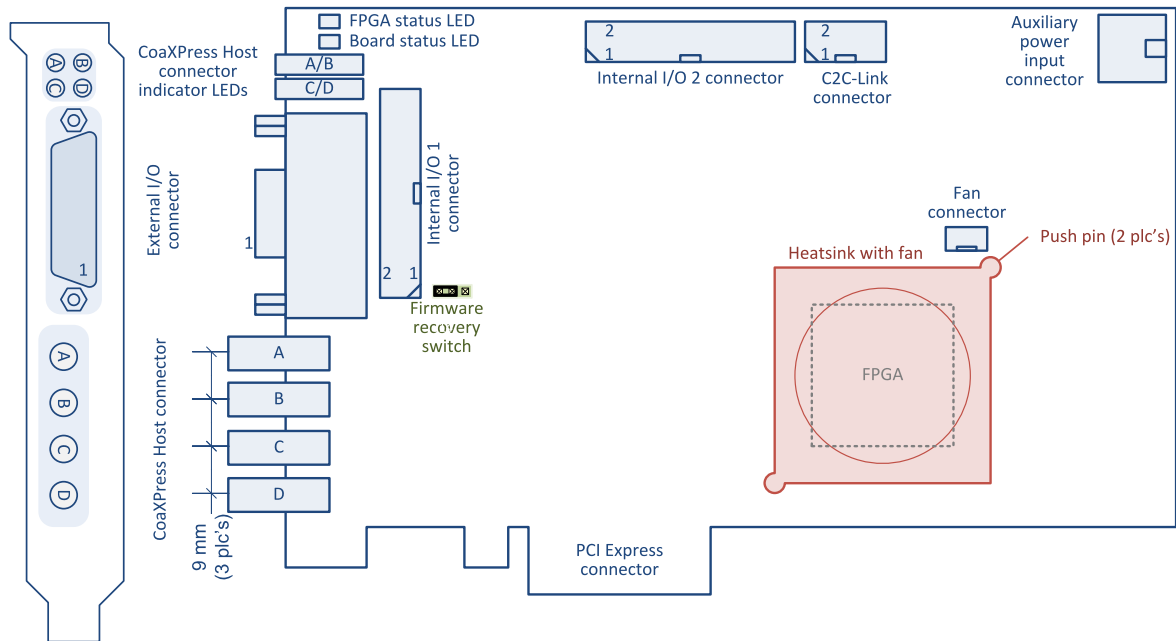 FPGA status LED
Board status LED
CoaXPress Host
connector
indicator LEDs
A/B
C/D
2
1
Internal I/O 2 connector
2
1
C2C-Link
connector
Auxiliary
power
input
connector
A
B
C
D
1
External I/O
connector
1
Internal I/O 1
connector
2
1
Firmware
recovery
switch
Fan
connector
Push pin (2 plc's)
Heatsink with fan
FPGA
A
B
C
D
CoaXPress Host connector
A
B
C
D
9 mm
(3 plc's)
PCI Express
connector